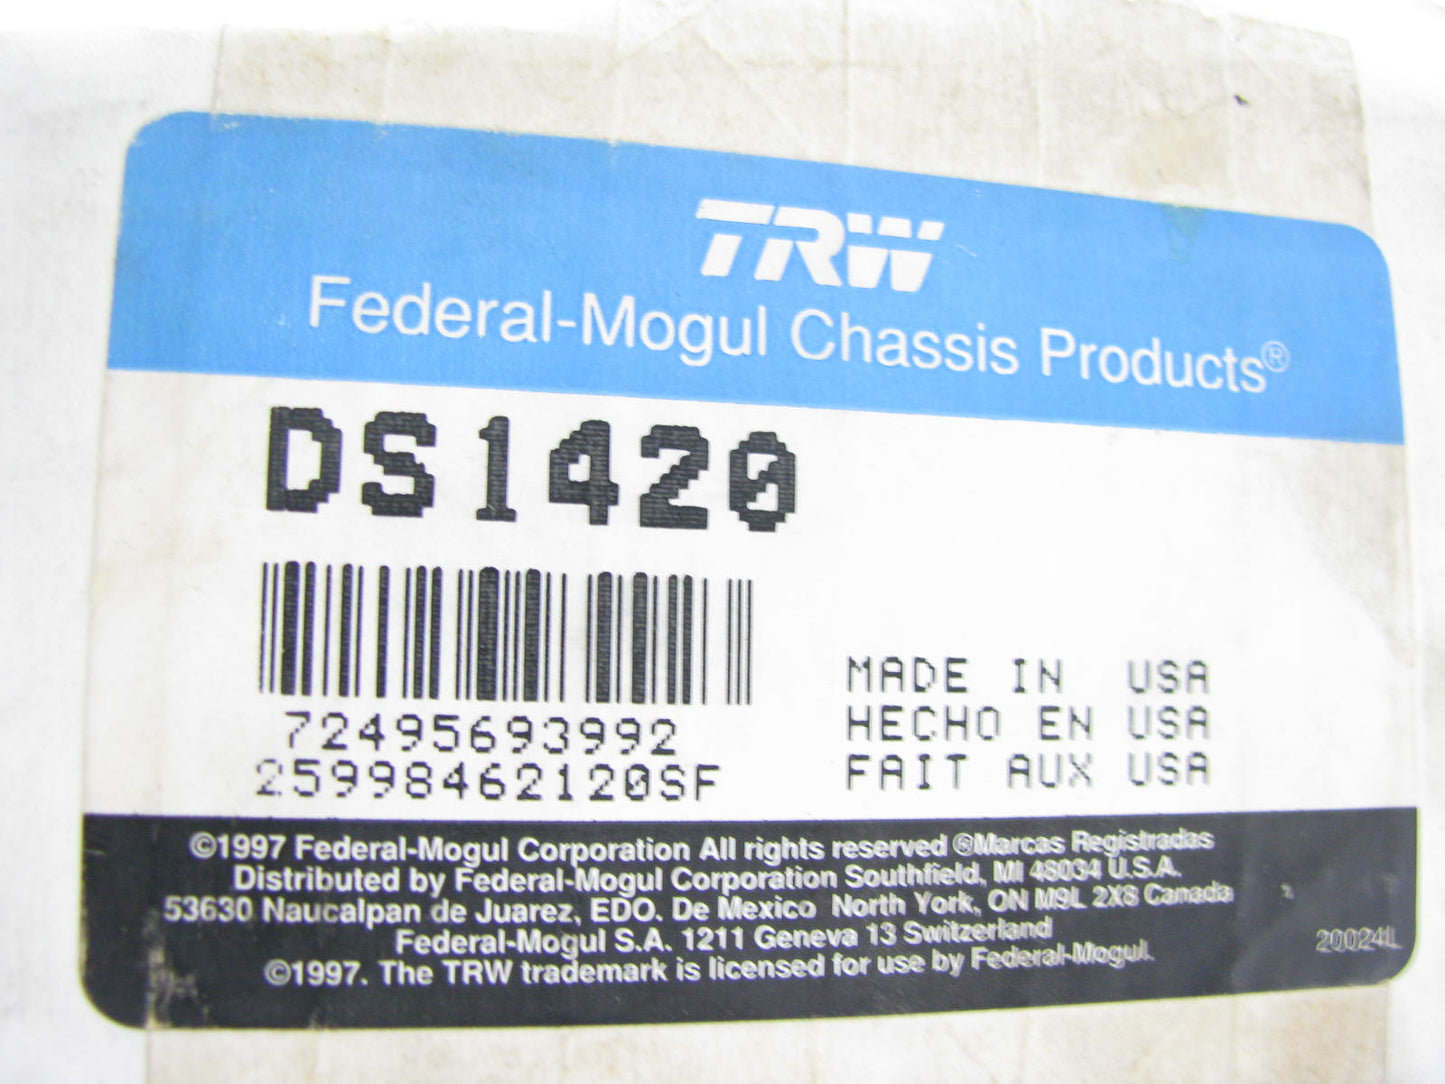 TRW
Federal-Mogul Chassis Products®
DS1420
72495693992
25998462120SF
MADE IN USA
HECHO EN USA
FAIT AUX USA
©1997 Federal-Mogul Corporation All rights reserved ®Marcas Registradas
Distributed by Federal-Mogul Corporation Southfield, MI 48034 U.S.A.
53630 Naucalpan de Juarez, EDO. De Mexico North York, ON M9L 2X8 Canada
Federal-Mogul S.A. 1211 Geneva 13 Switzerland
©1997. The TRW trademark is licensed for use by Federal-Mogul.
20024L